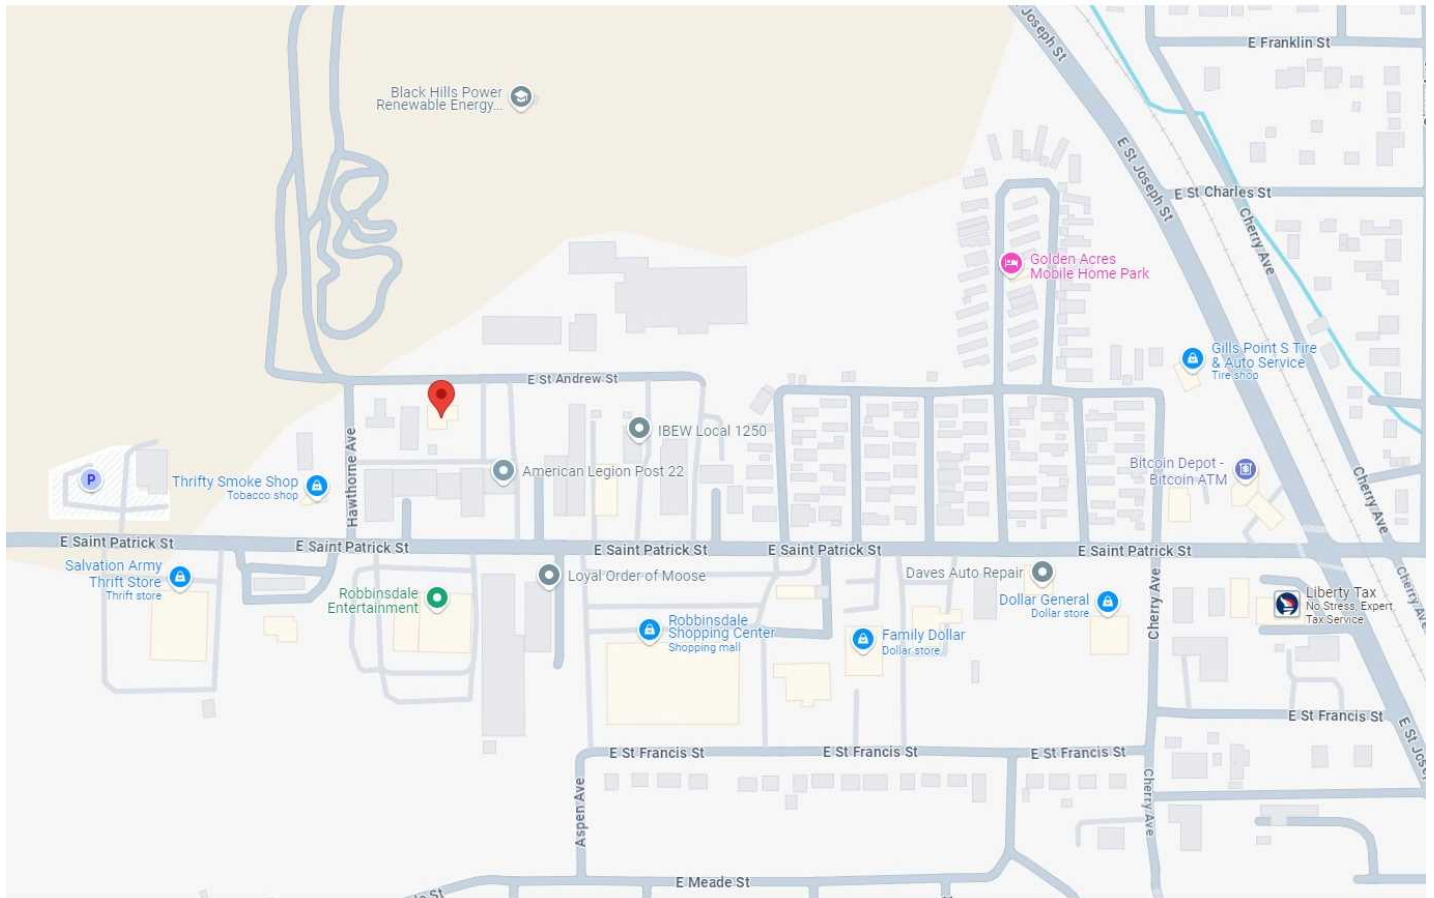 E St Joseph St
E Franklin St
Black Hills Power
Renewable Energy...
E St Joseph St
E St Charles St
Cherry Ave
Golden Acres
Mobile Home Park
Gills Point S Tire
& Auto Service
Tire shop
E St Andrew St
Hawthorne Ave
IBEW Local 1250
American Legion Post 22
Thrifty Smoke Shop
Tobacco shop
P
Bitcoin Depot -
Bitcoin ATM
Cherry Ave
E Saint Patrick St
E Saint Patrick St
E Saint Patrick St
E Saint Patrick St
E Saint Patrick St
Salvation Army
Thrift Store
Thrift store
Loyal Order of Moose
Daves Auto Repair
Robbinsdale
Entertainment
Dollar General
Dollar store
Cherry Ave
Cherry Ave
Liberty Tax
No Stress, Expert
Tax Service
Robbinsdale
Shopping Center
Shopping mall
Family Dollar
Dollar store
E St Francis St
E St Francis St
E St Francis St
E St Francis St
Aspen Ave
Cherry Ave
E Meade St